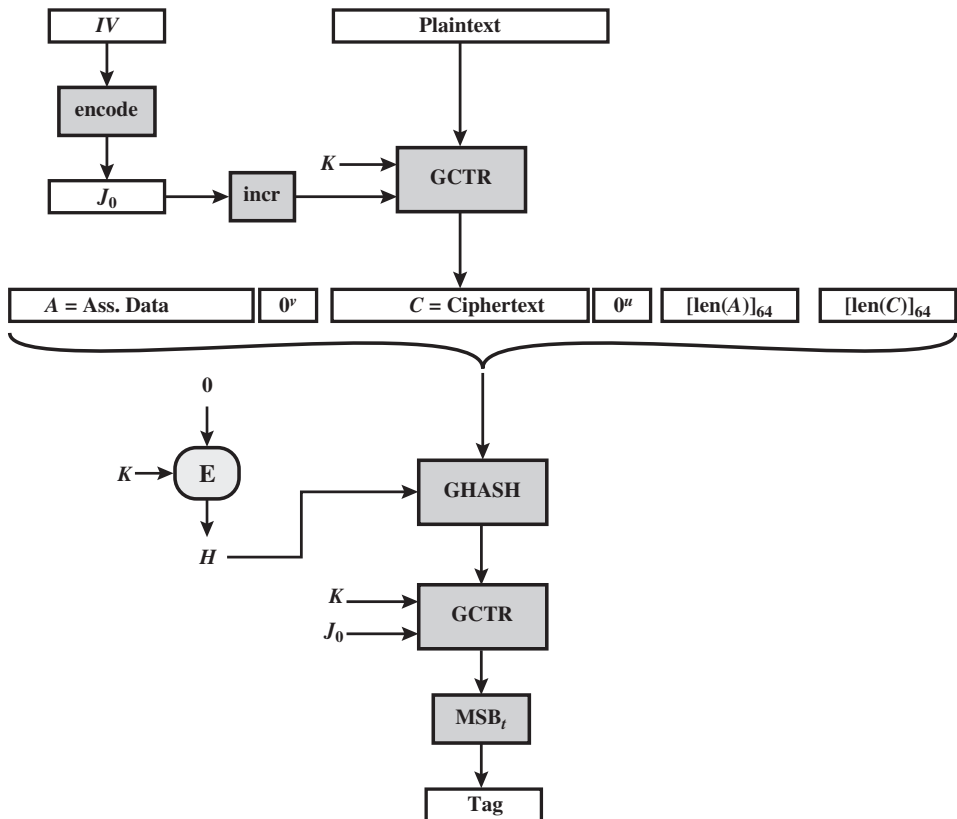 IV
Plaintext
encode
K
GCTR
J₀
incr
A = Ass. Data
0ᵛ
C = Ciphertext
0ᵘ
[len(A)]₆₄
[len(C)]₆₄
0
K
E
GHASH
H
K
GCTR
J₀
MSBₜ
Tag